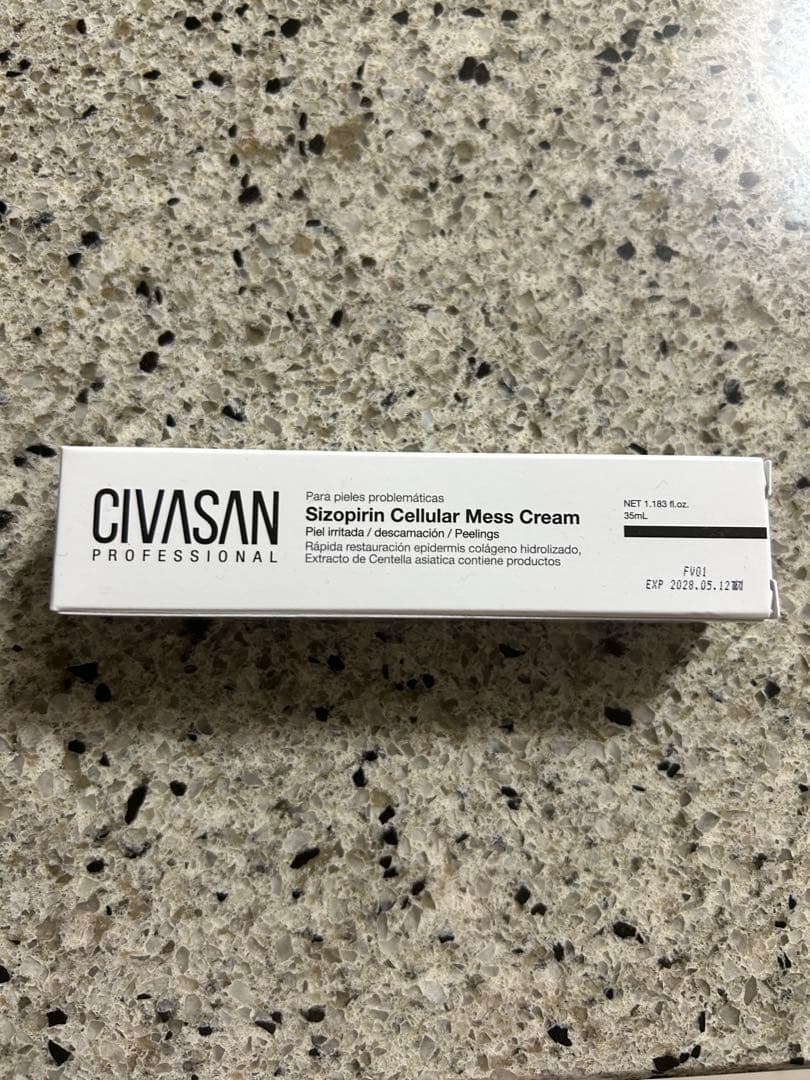 CIVASAN
PROFESSIONAL
Para pieles problemáticas
Sizopirin Cellular Mess Cream
Piel irritada / descamación / Peelings
Rápida restauración epidermis colágeno hidrolizado,
Extracto de Centella asiatica contiene productos
NET 1.183 fl.oz.
35mL
FV01
EXP 2028.05.12